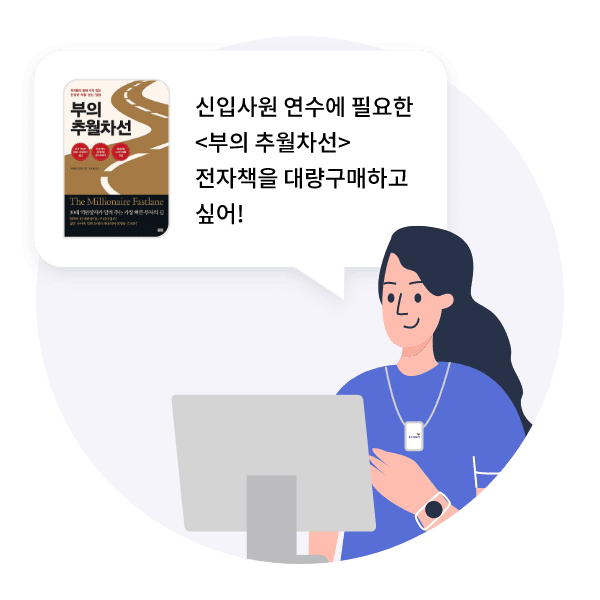 부의
추월차선
The Millionaire Fastlane
신입사원 연수에 필요한
<부의 추월차선>
전자책을 대량구매하고
싶어!